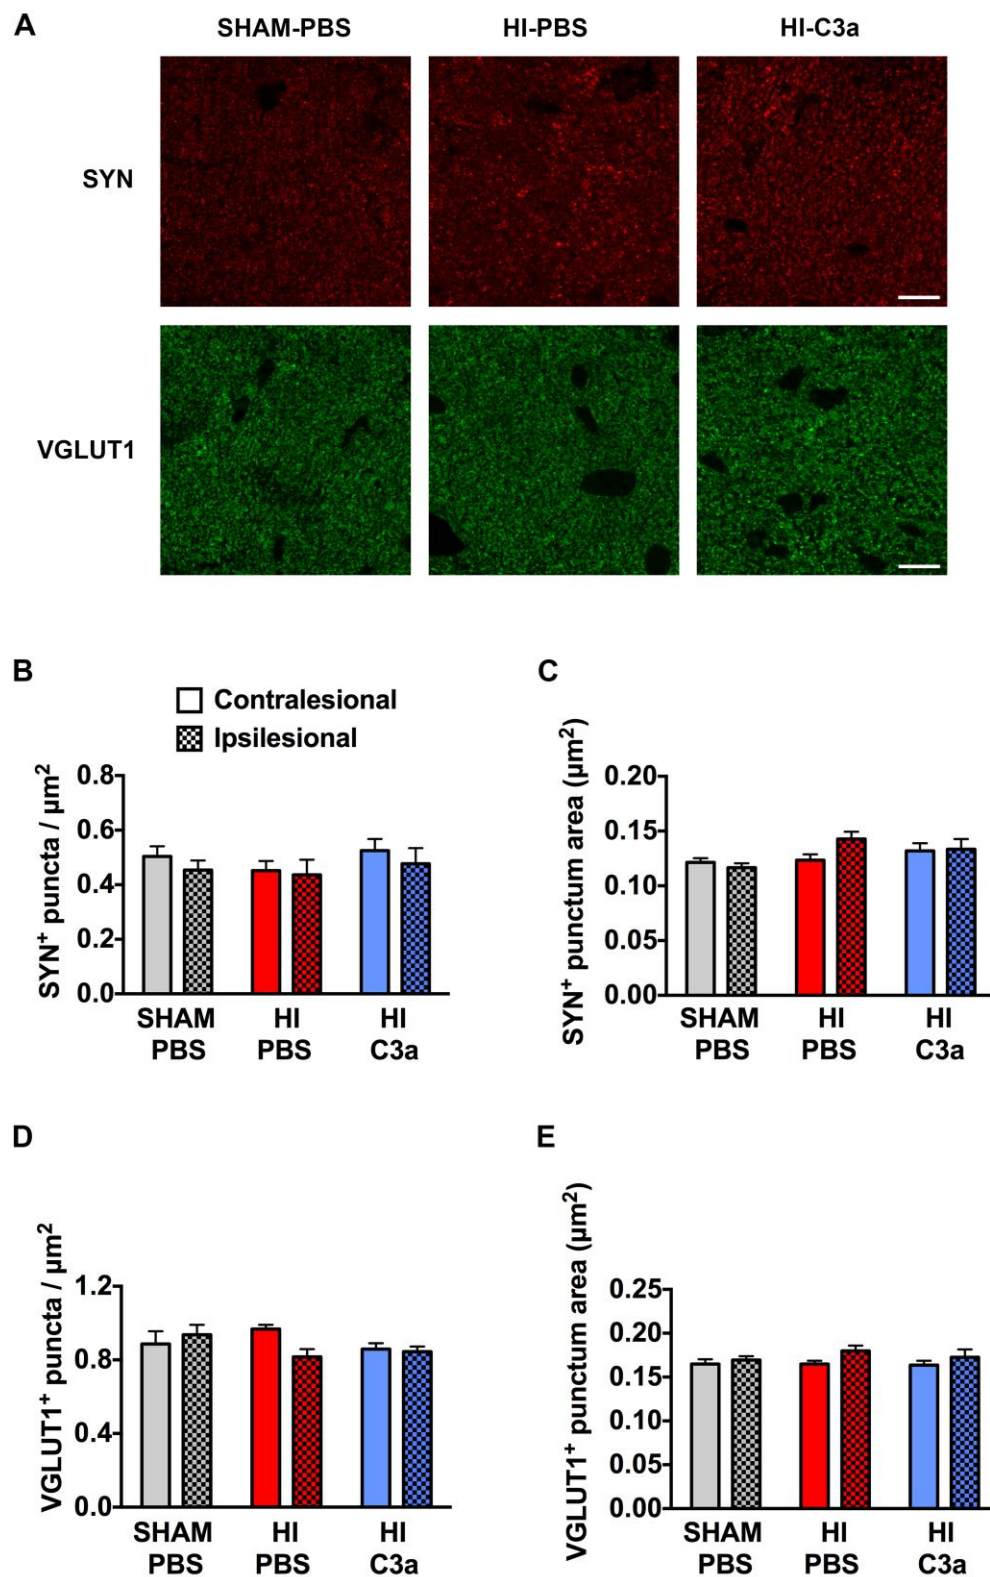 A
SHAM-PBS HI-PBS HI-C3a
SYN
VGLUT1
B
Contralesional
Ipsilesional
SYN⁺ puncta / µm²
0.8
0.6
0.4
0.2
0.0
SHAM HI HI
PBS PBS C3a
C
SYN⁺ punctum area (µm²)
0.20
0.15
0.10
0.05
0.00
SHAM HI HI
PBS PBS C3a
D
VGLUT1⁺ puncta / µm²
1.2
0.8
0.4
0.0
SHAM HI HI
PBS PBS C3a
E
VGLUT1⁺ punctum area (µm²)
0.25
0.20
0.15
0.10
0.05
0.00
SHAM HI HI
PBS PBS C3a